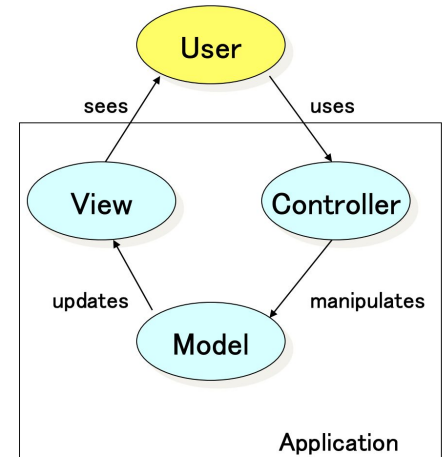 User
sees
uses
View
Controller
updates
manipulates
Model
Application